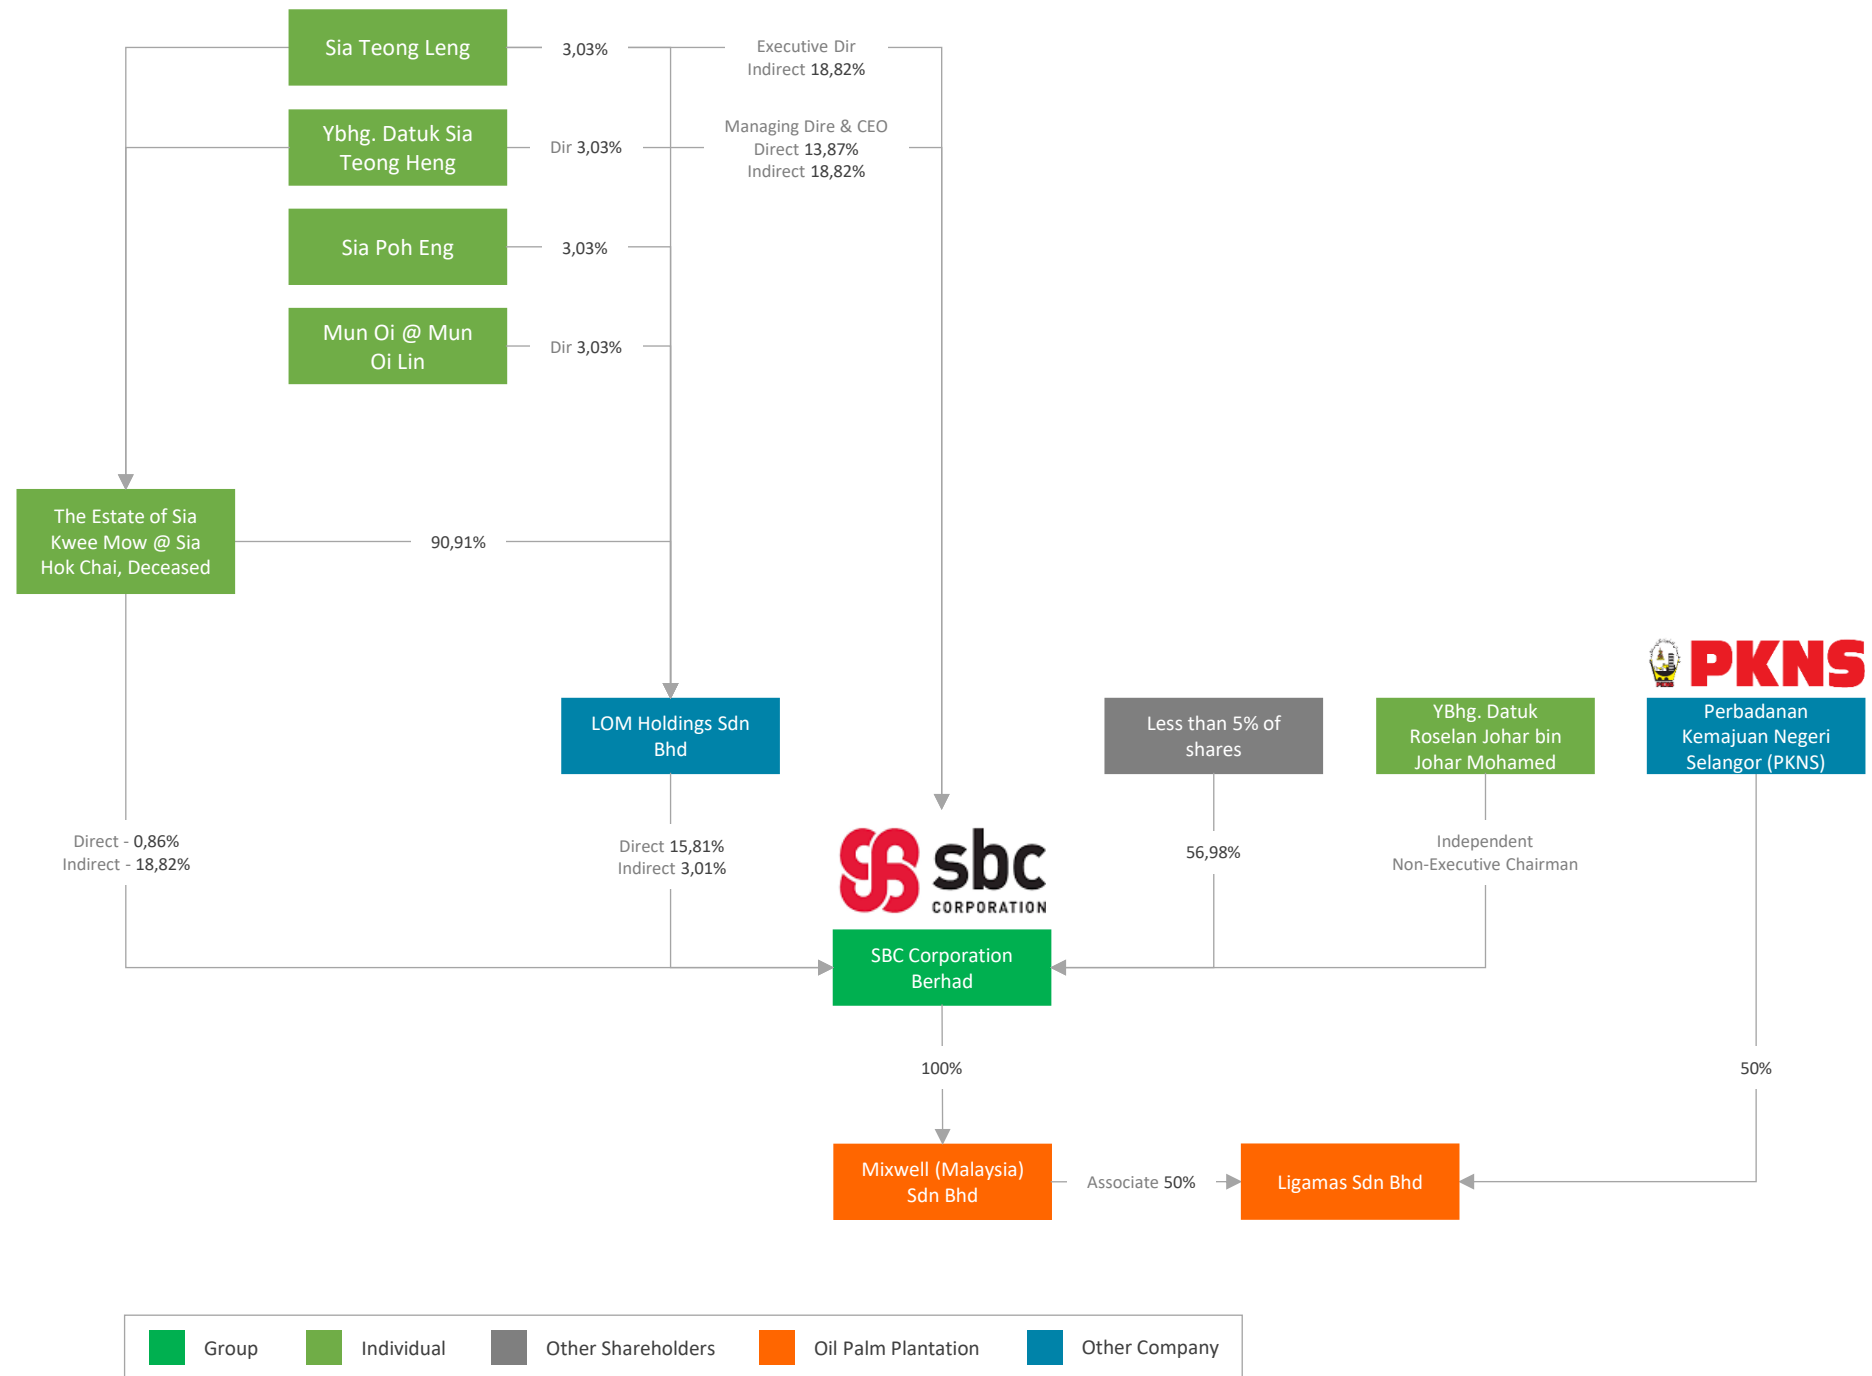 Sia Teong Leng
3,03%
Executive Dir
Indirect 18,82%
Ybhg. Datuk Sia
Teong Heng
Dir 3,03%
Managing Dire & CEO
Direct 13,87%
Indirect 18,82%
Sia Poh Eng
3,03%
Mun Oi @ Mun
Oi Lin
Dir 3,03%
The Estate of Sia
Kwee Mow @ Sia
Hok Chai, Deceased
90,91%
PKNS
LOM Holdings Sdn
Bhd
Less than 5% of
shares
YBhg. Datuk
Roselan Johar bin
Johar Mohamed
Perbadanan
Kemajuan Negeri
Selangor (PKNS)
Direct - 0,86%
Indirect - 18,82%
Direct 15,81%
Indirect 3,01%
sbc
CORPORATION
56,98%
Independent
Non-Executive Chairman
SBC Corporation
Berhad
100%
50%
Mixwell (Malaysia)
Sdn Bhd
Associate 50%
Ligamas Sdn Bhd
Group
Individual
Other Shareholders
Oil Palm Plantation
Other Company